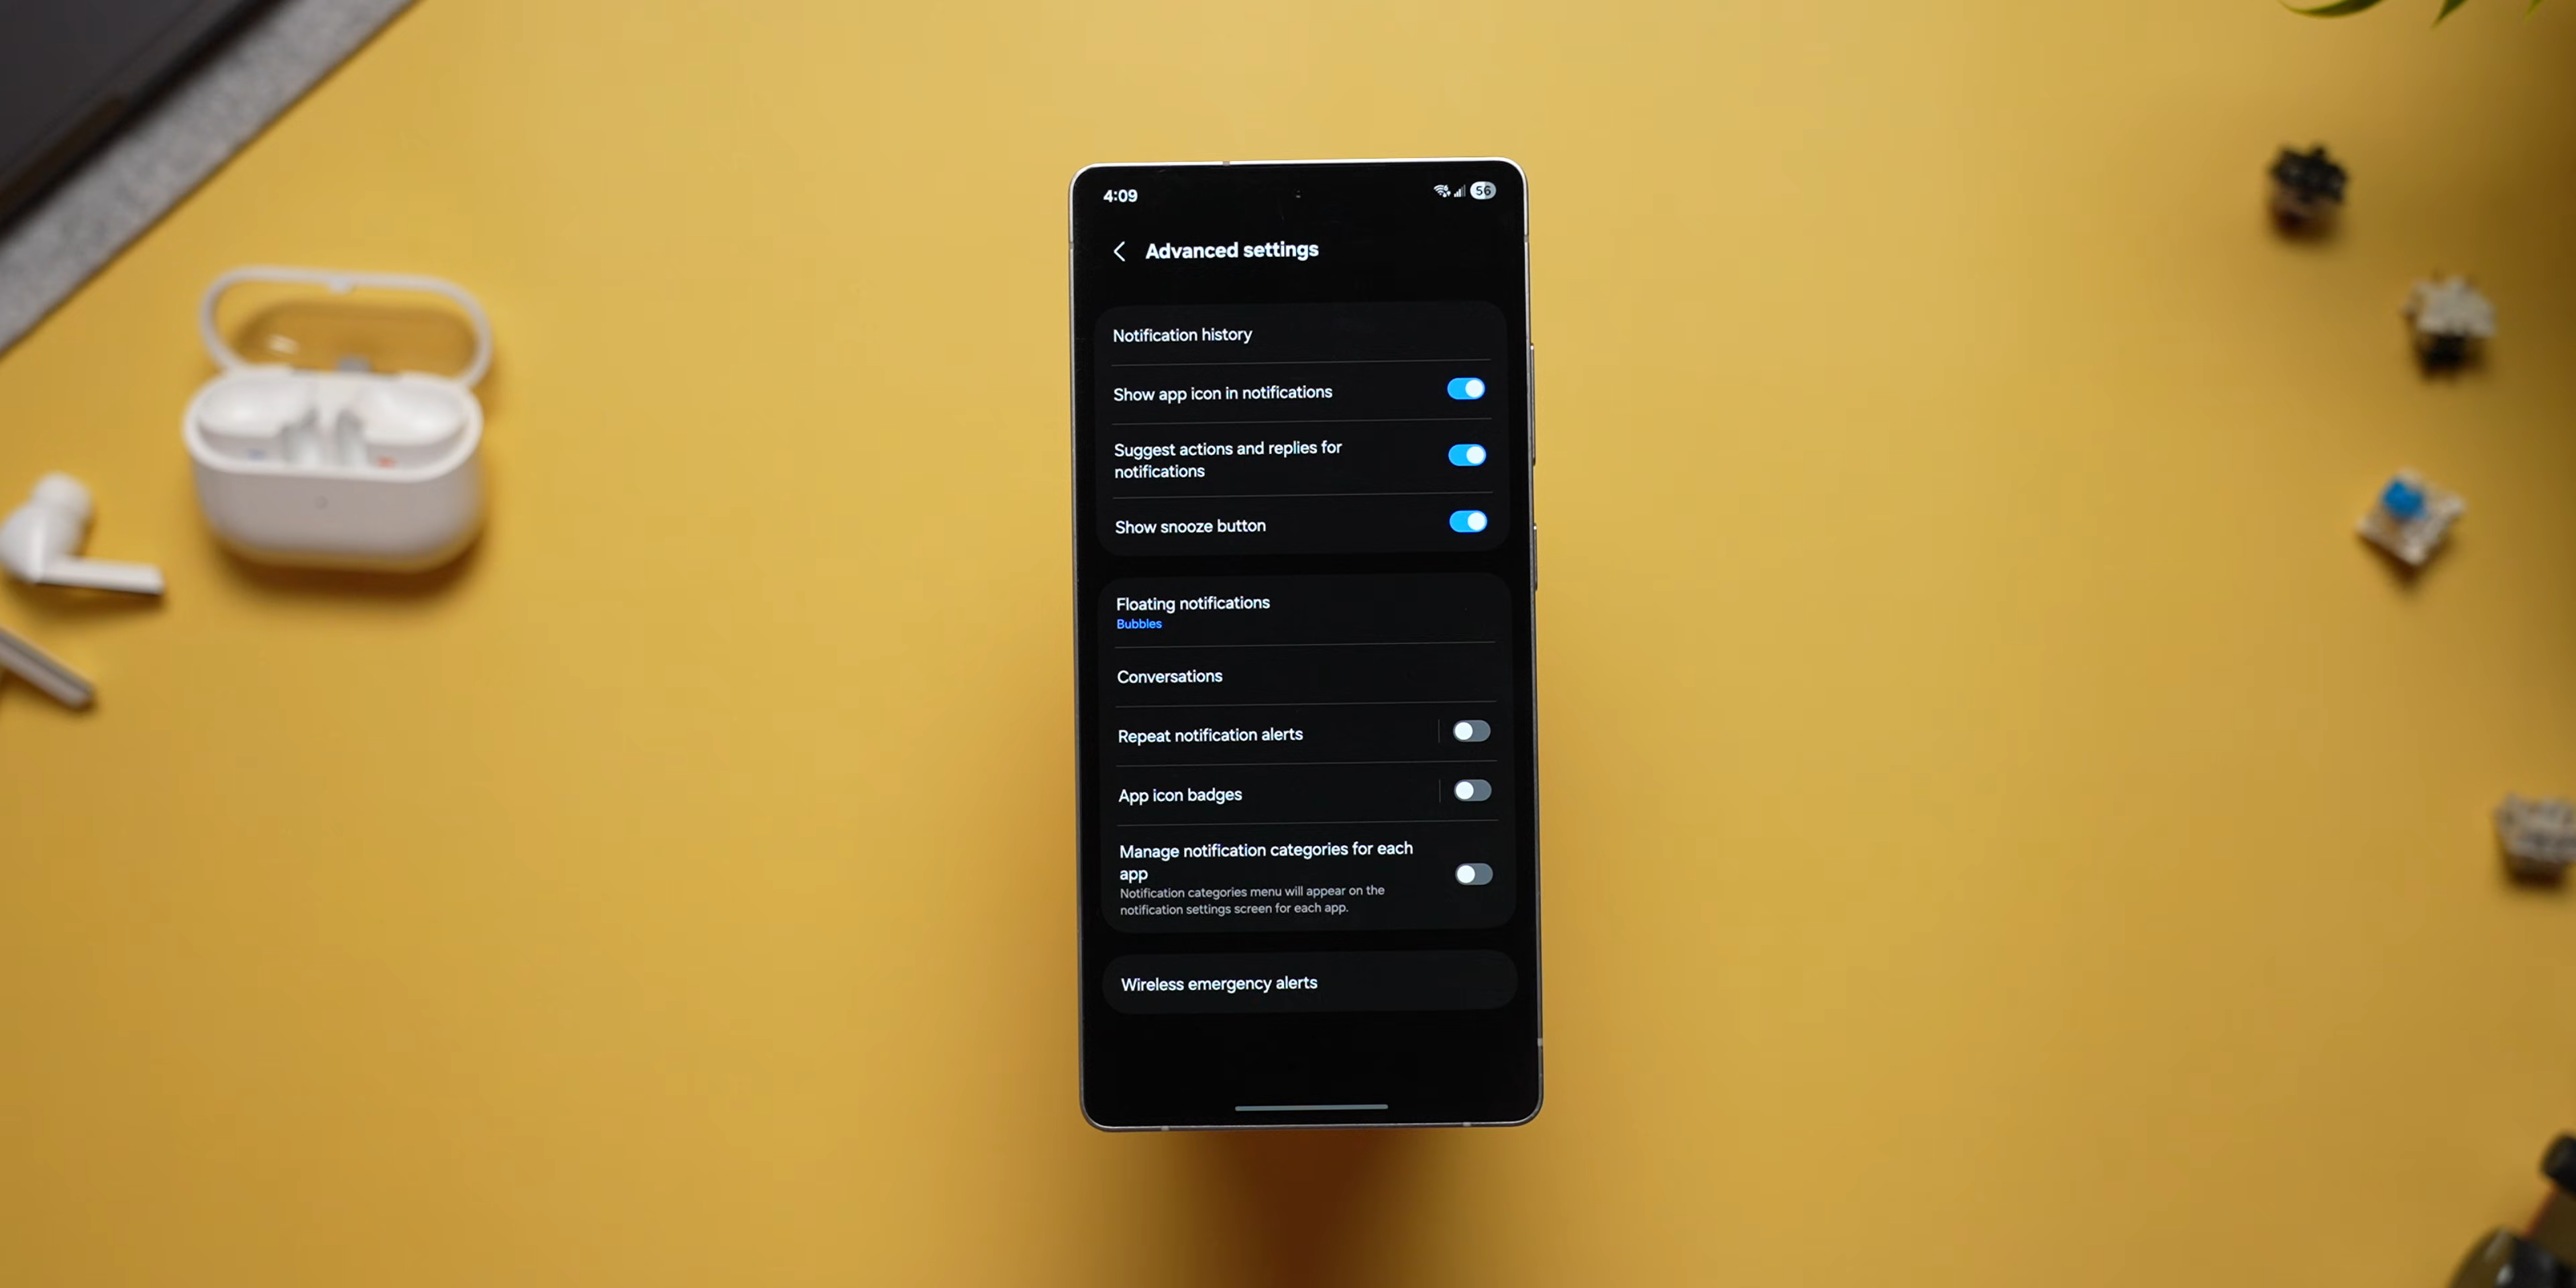 4:09
56
Advanced settings
Notification history
Show app icon in notifications
Suggest actions and replies for
notifications
Show snooze button
Floating notifications
Bubbles
Conversations
Repeat notification alerts
App icon badges
Manage notification categories for each
app
Notification categories menu will appear on the
notification settings screen for each app.
Wireless emergency alerts